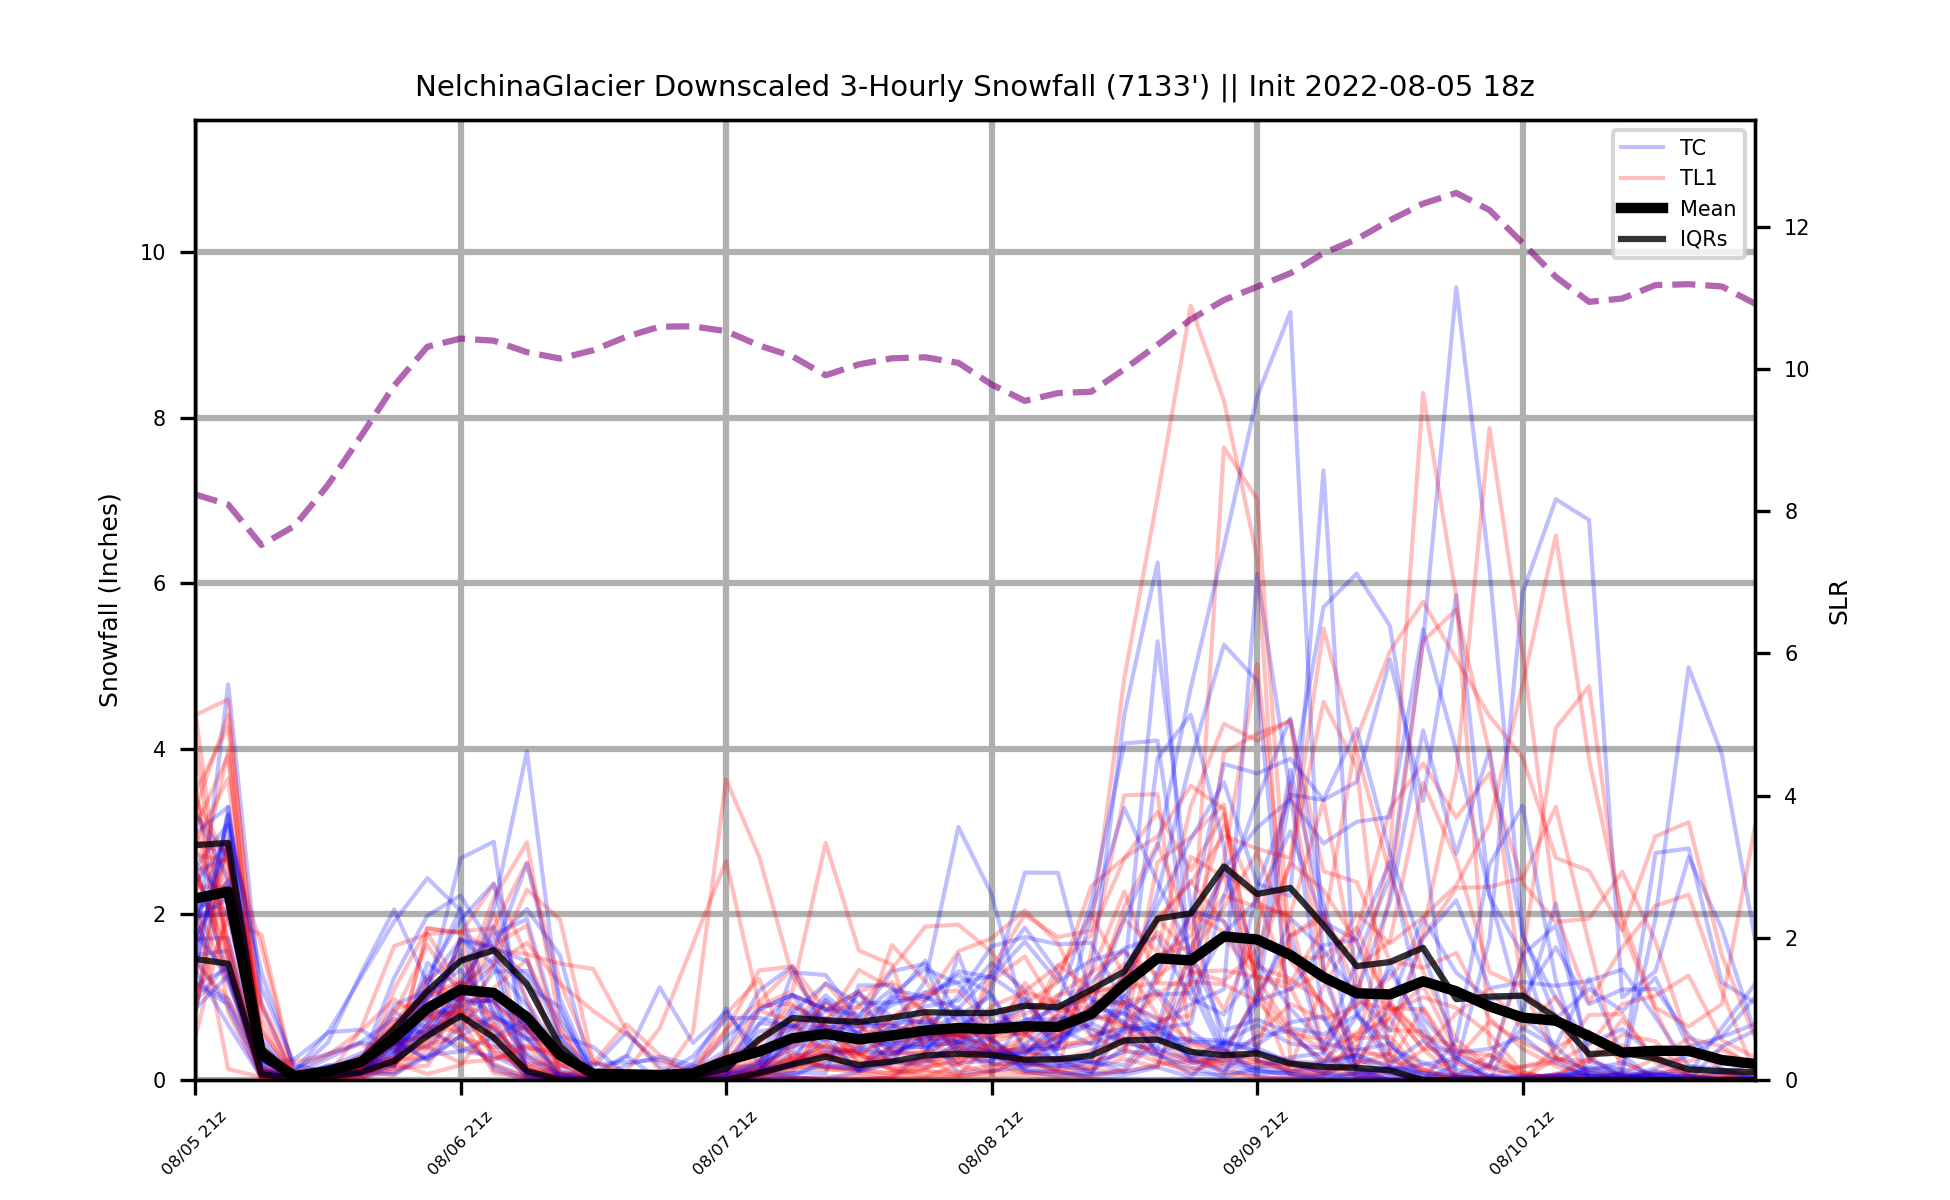 NelchinaGlacier Downscaled 3-Hourly Snowfall (7133') || Init 2022-08-05 18z
TC
TL1
Mean
IQRs
Snowfall (Inches)
10
8
6
4
2
0
SLR
12
10
8
6
4
2
0
08/05 21z
08/06 21z
08/07 21z
08/08 21z
08/09 21z
08/10 21z